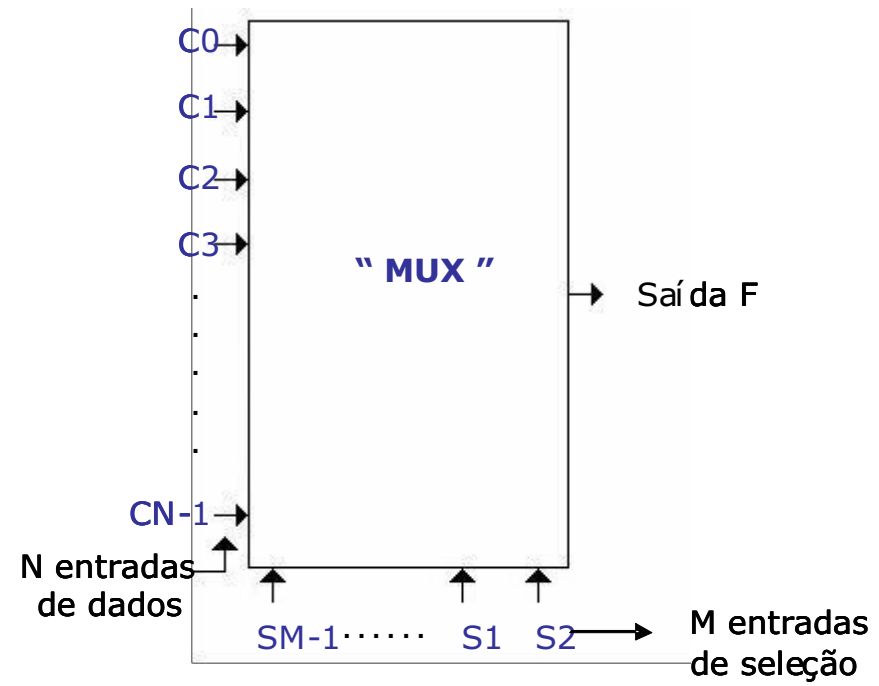 C0
C1
C2
C3
“ MUX ”
Saída F
.
.
.
.
.
CN-1
N entradas
de dados
SM-1...... S1 S2
M entradas
de seleção